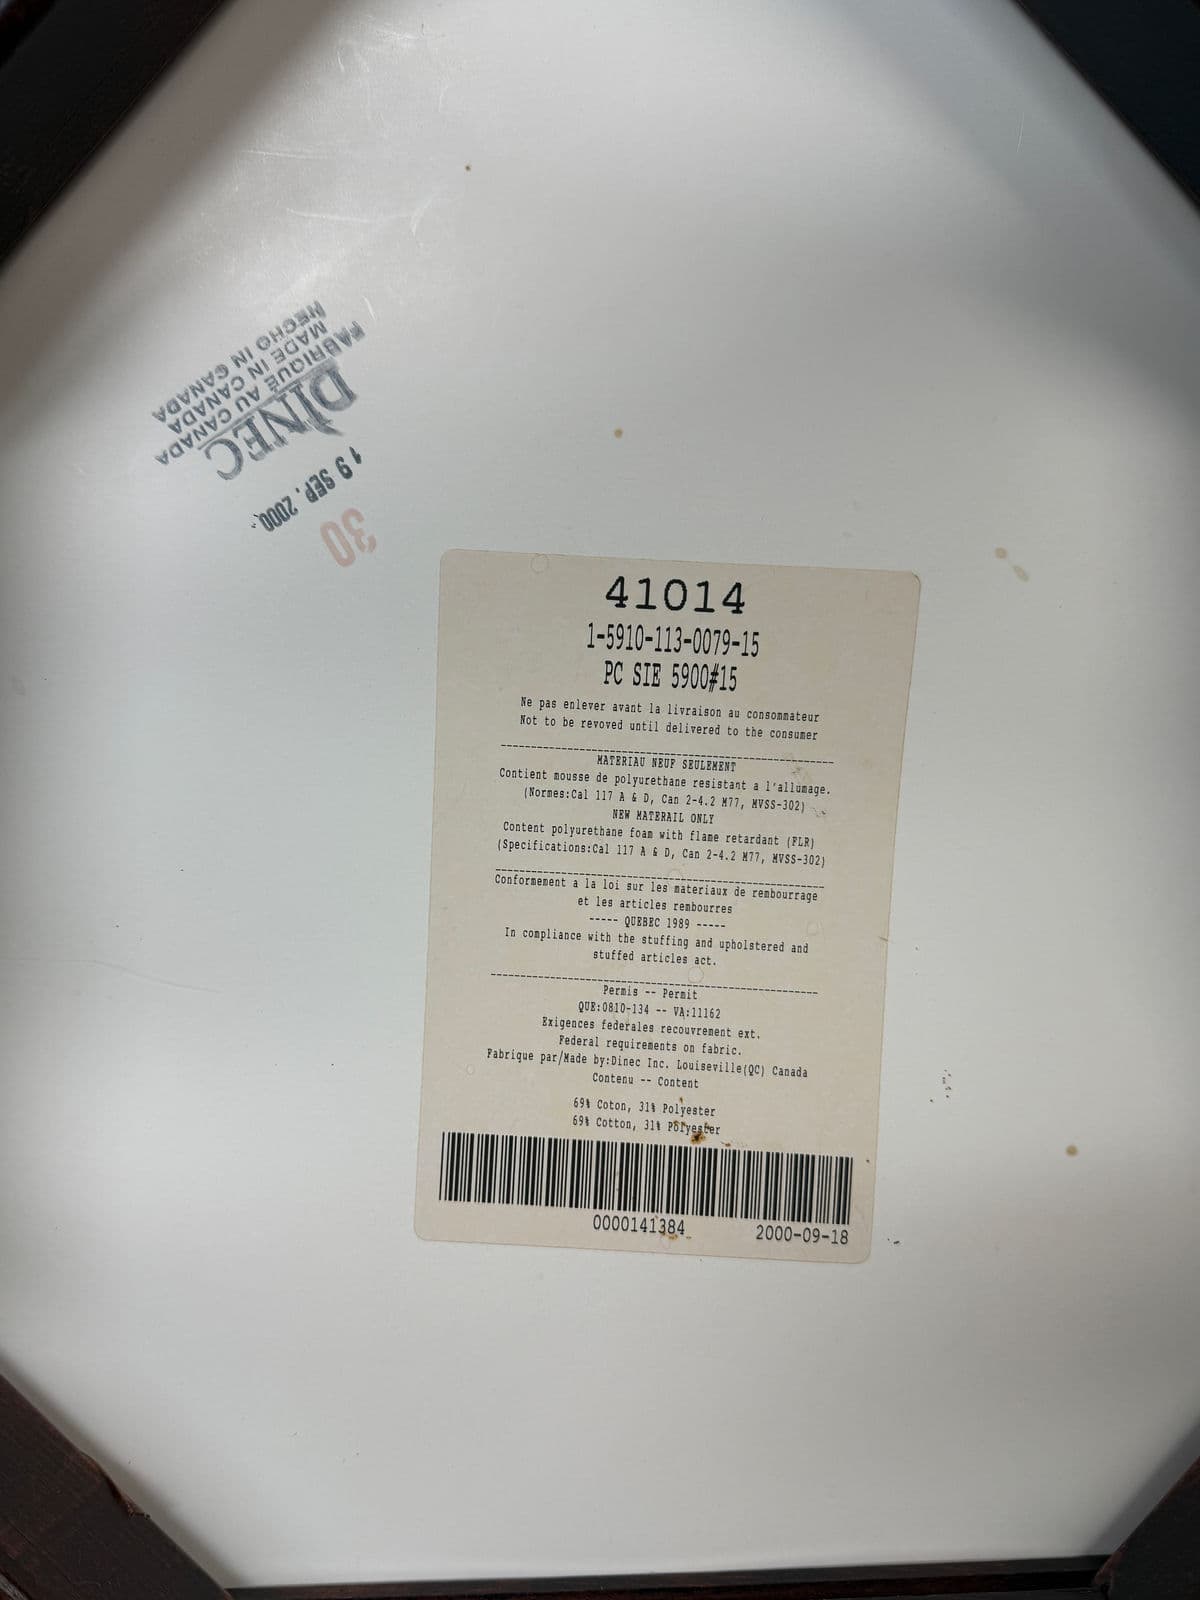 HECHO IN CANADA
MADE IN CANADA
FABRIQUÉ AU CANADA
DINEC
19 SEP. 2000
30
41014
1-5910-113-0079-15
PC SIE 5900#15
Ne pas enlever avant la livraison au consommateur
Not to be revoved until delivered to the consumer
MATERIAU NEUF SEULEMENT
Contient mousse de polyurethane resistant a l'allumage.
(Normes:Cal 117 A & D, Can 2-4.2 M77, MVSS-302)
NEW MATERAIL ONLY
Content polyurethane foam with flame retardant (FLR)
(Specifications:Cal 117 A & D, Can 2-4.2 M77, MVSS-302)
Conformement a la loi sur les materiaux de rembourrage
et les articles rembourres
----- QUEBEC 1989 -----
In compliance with the stuffing and upholstered and
stuffed articles act.
Permis -- Permit
QUE:0810-134 -- VA:11162
Exigences federales recouvrement ext.
Federal requirements on fabric.
Fabrique par/Made by:Dinec Inc. Louiseville(QC) Canada
Contenu -- Content
69% Coton, 31% Polyester
69% Cotton, 31% Polyester
0000141384
2000-09-18